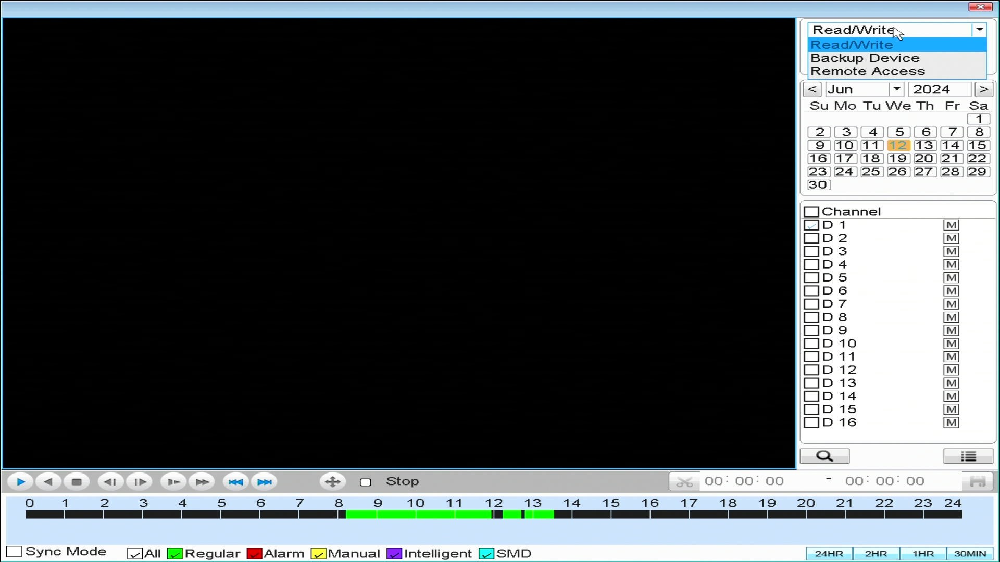 Read/Write
Read/Write
Backup Device
Remote Access
< Jun 2024 >
Su Mo Tu We Th Fr Sa
1
2 3 4 5 6 7 8
9 10 11 12 13 14 15
16 17 18 19 20 21 22
23 24 25 26 27 28 29
30
Channel
D 1 M
D 2 M
D 3 M
D 4 M
D 5 M
D 6 M
D 7 M
D 8 M
D 9 M
D 10 M
D 11 M
D 12 M
D 13 M
D 14 M
D 15 M
D 16 M
Stop 00: 00: 00 - 00: 00: 00
0 1 2 3 4 5 6 7 8 9 10 11 12 13 14 15 16 17 18 19 20 21 22 23 24
Sync Mode All Regular Alarm Manual Intelligent SMD 24HR 2HR 1HR 30MIN